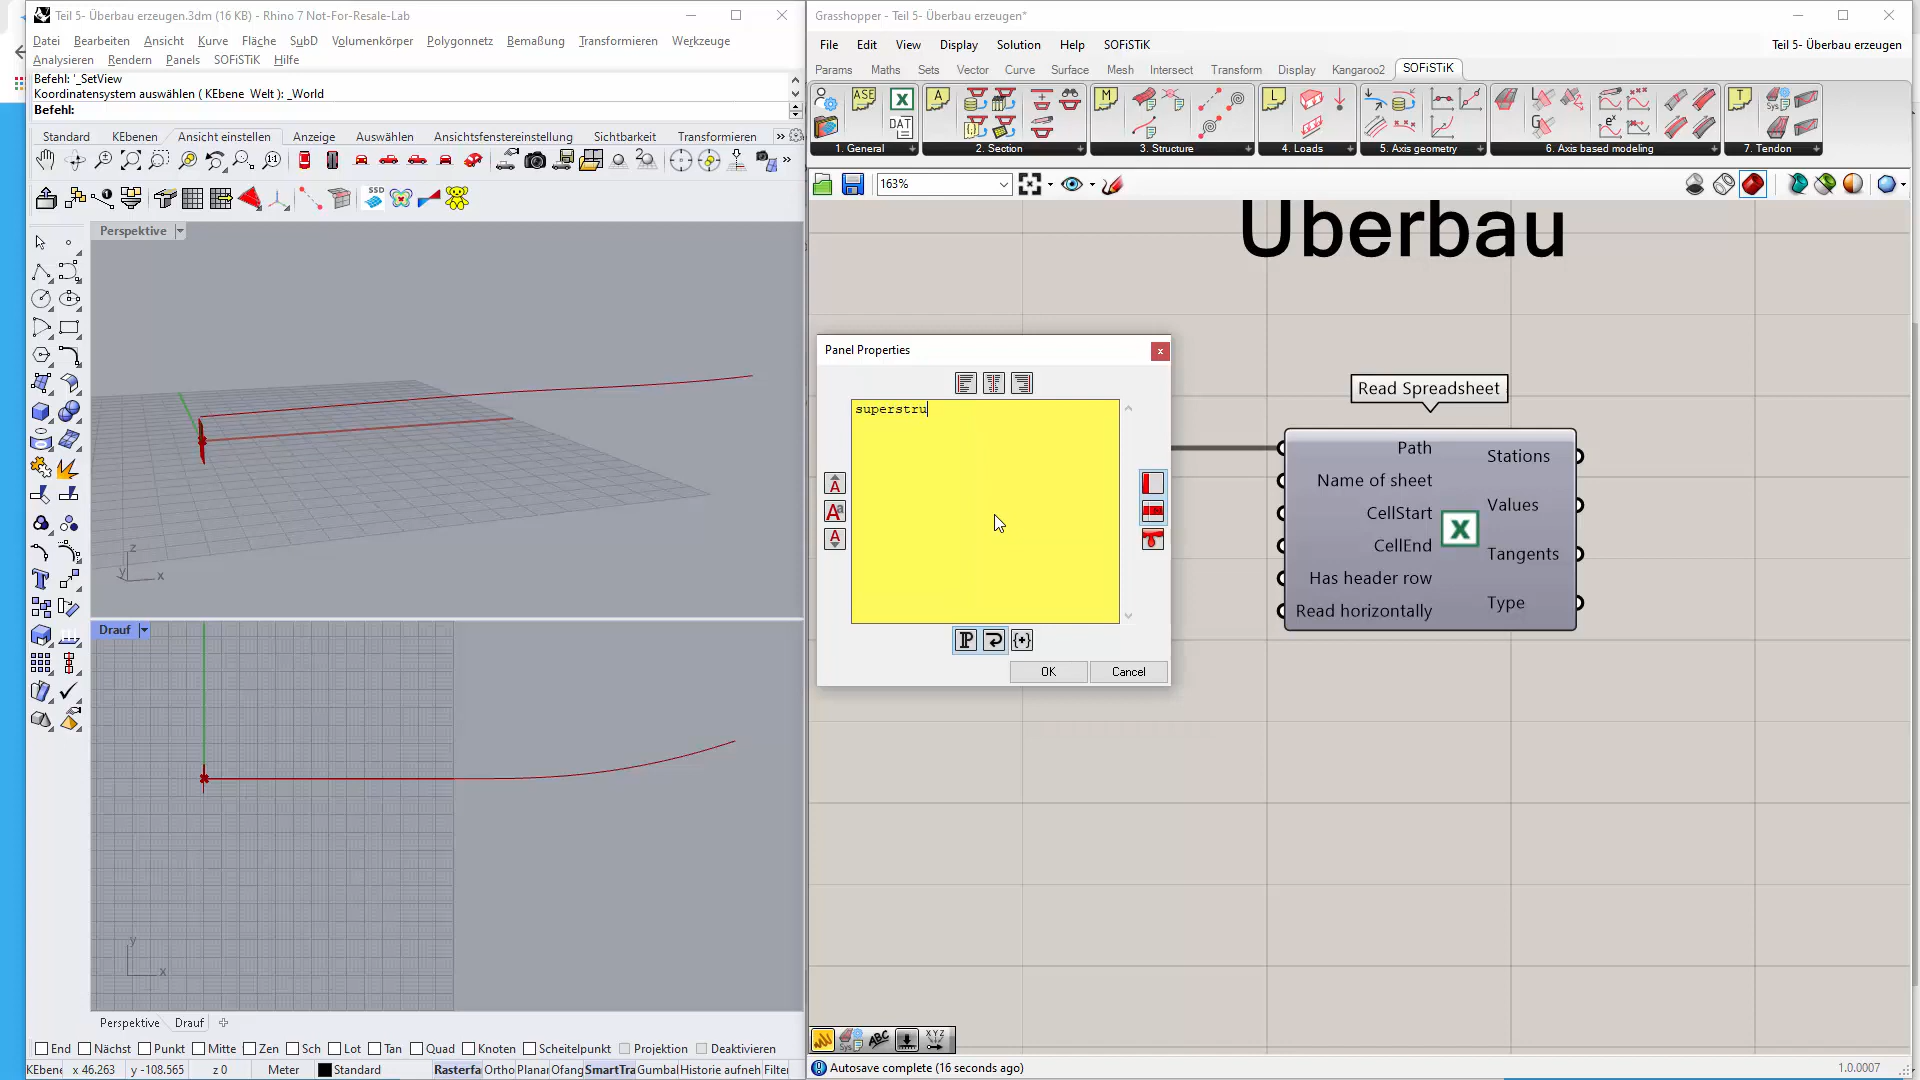 Teil 5- Überbau erzeugen.3dm (16 KB) - Rhino 7 Not-For-Resale-Lab
Datei Bearbeiten Ansicht Kurve Fläche SubD Volumenkörper Polygonnetz Bemaßung Transformieren Werkzeuge
Analysieren Rendern Panels SOFiSTiK Hilfe
Befehl: '_SetView
Koordinatensystem auswählen ( KEbene Welt ): _World
Befehl:
Standard KEbenen Ansicht einstellen Anzeige Auswählen Ansichtsfenstereinstellung Sichtbarkeit Transformieren
SSD
Perspektive
z
y x
Drauf
y
x
Perspektive Drauf
End Nächst Punkt Mitte Zen Sch Lot Tan Quad Knoten Scheitelpunkt Projektion Deaktivieren
KEbene x 46.263 y -108.565 z 0 Meter Standard Rasterfa Ortho Planar Ofang SmartTra Gumbal Historie aufneh Filter
Grasshopper - Teil 5- Überbau erzeugen*
File Edit View Display Solution Help SOFiSTiK Teil 5- Überbau erzeugen
Params Maths Sets Vector Curve Surface Mesh Intersect Transform Display Kangaroo2 SOFiSTiK
ASE DAT A M L T
1. General 2. Section 3. Structure 4. Loads 5. Axis geometry 6. Axis based modeling 7. Tendon
163%
Überbau
Panel Properties
superstru
OK Cancel
Read Spreadsheet
Path
Name of sheet
CellStart
CellEnd
Has header row
Read horizontally
Stations
Values
Tangents
Type
Autosave complete (16 seconds ago) 1.0.0007